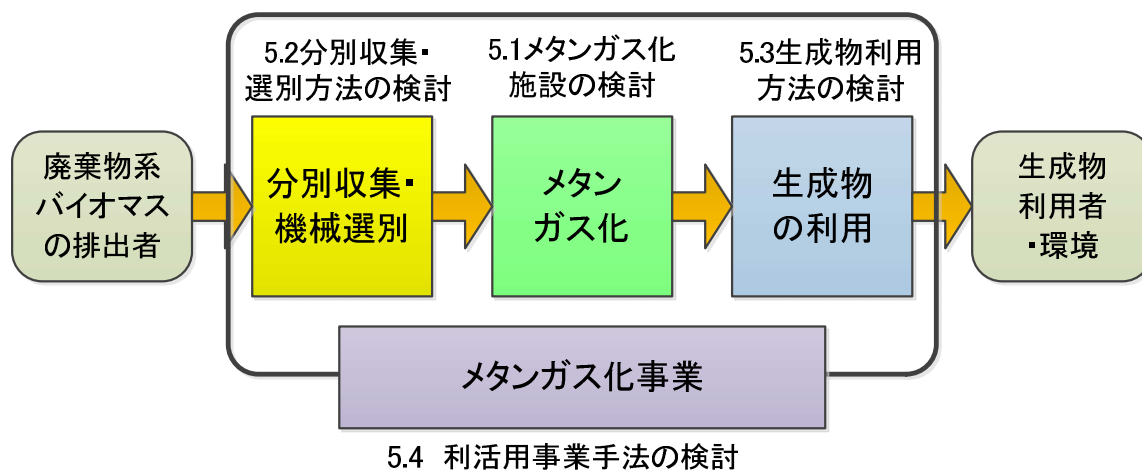 5.2分別収集・
選別方法の検討
5.1メタンガス化
施設の検討
5.3生成物利用
方法の検討
廃棄物系
バイオマス
の排出者
分別収集・
機械選別
メタン
ガス化
生成物
の利用
生成物
利用者
・環境
メタンガス化事業
5.4　利活用事業手法の検討